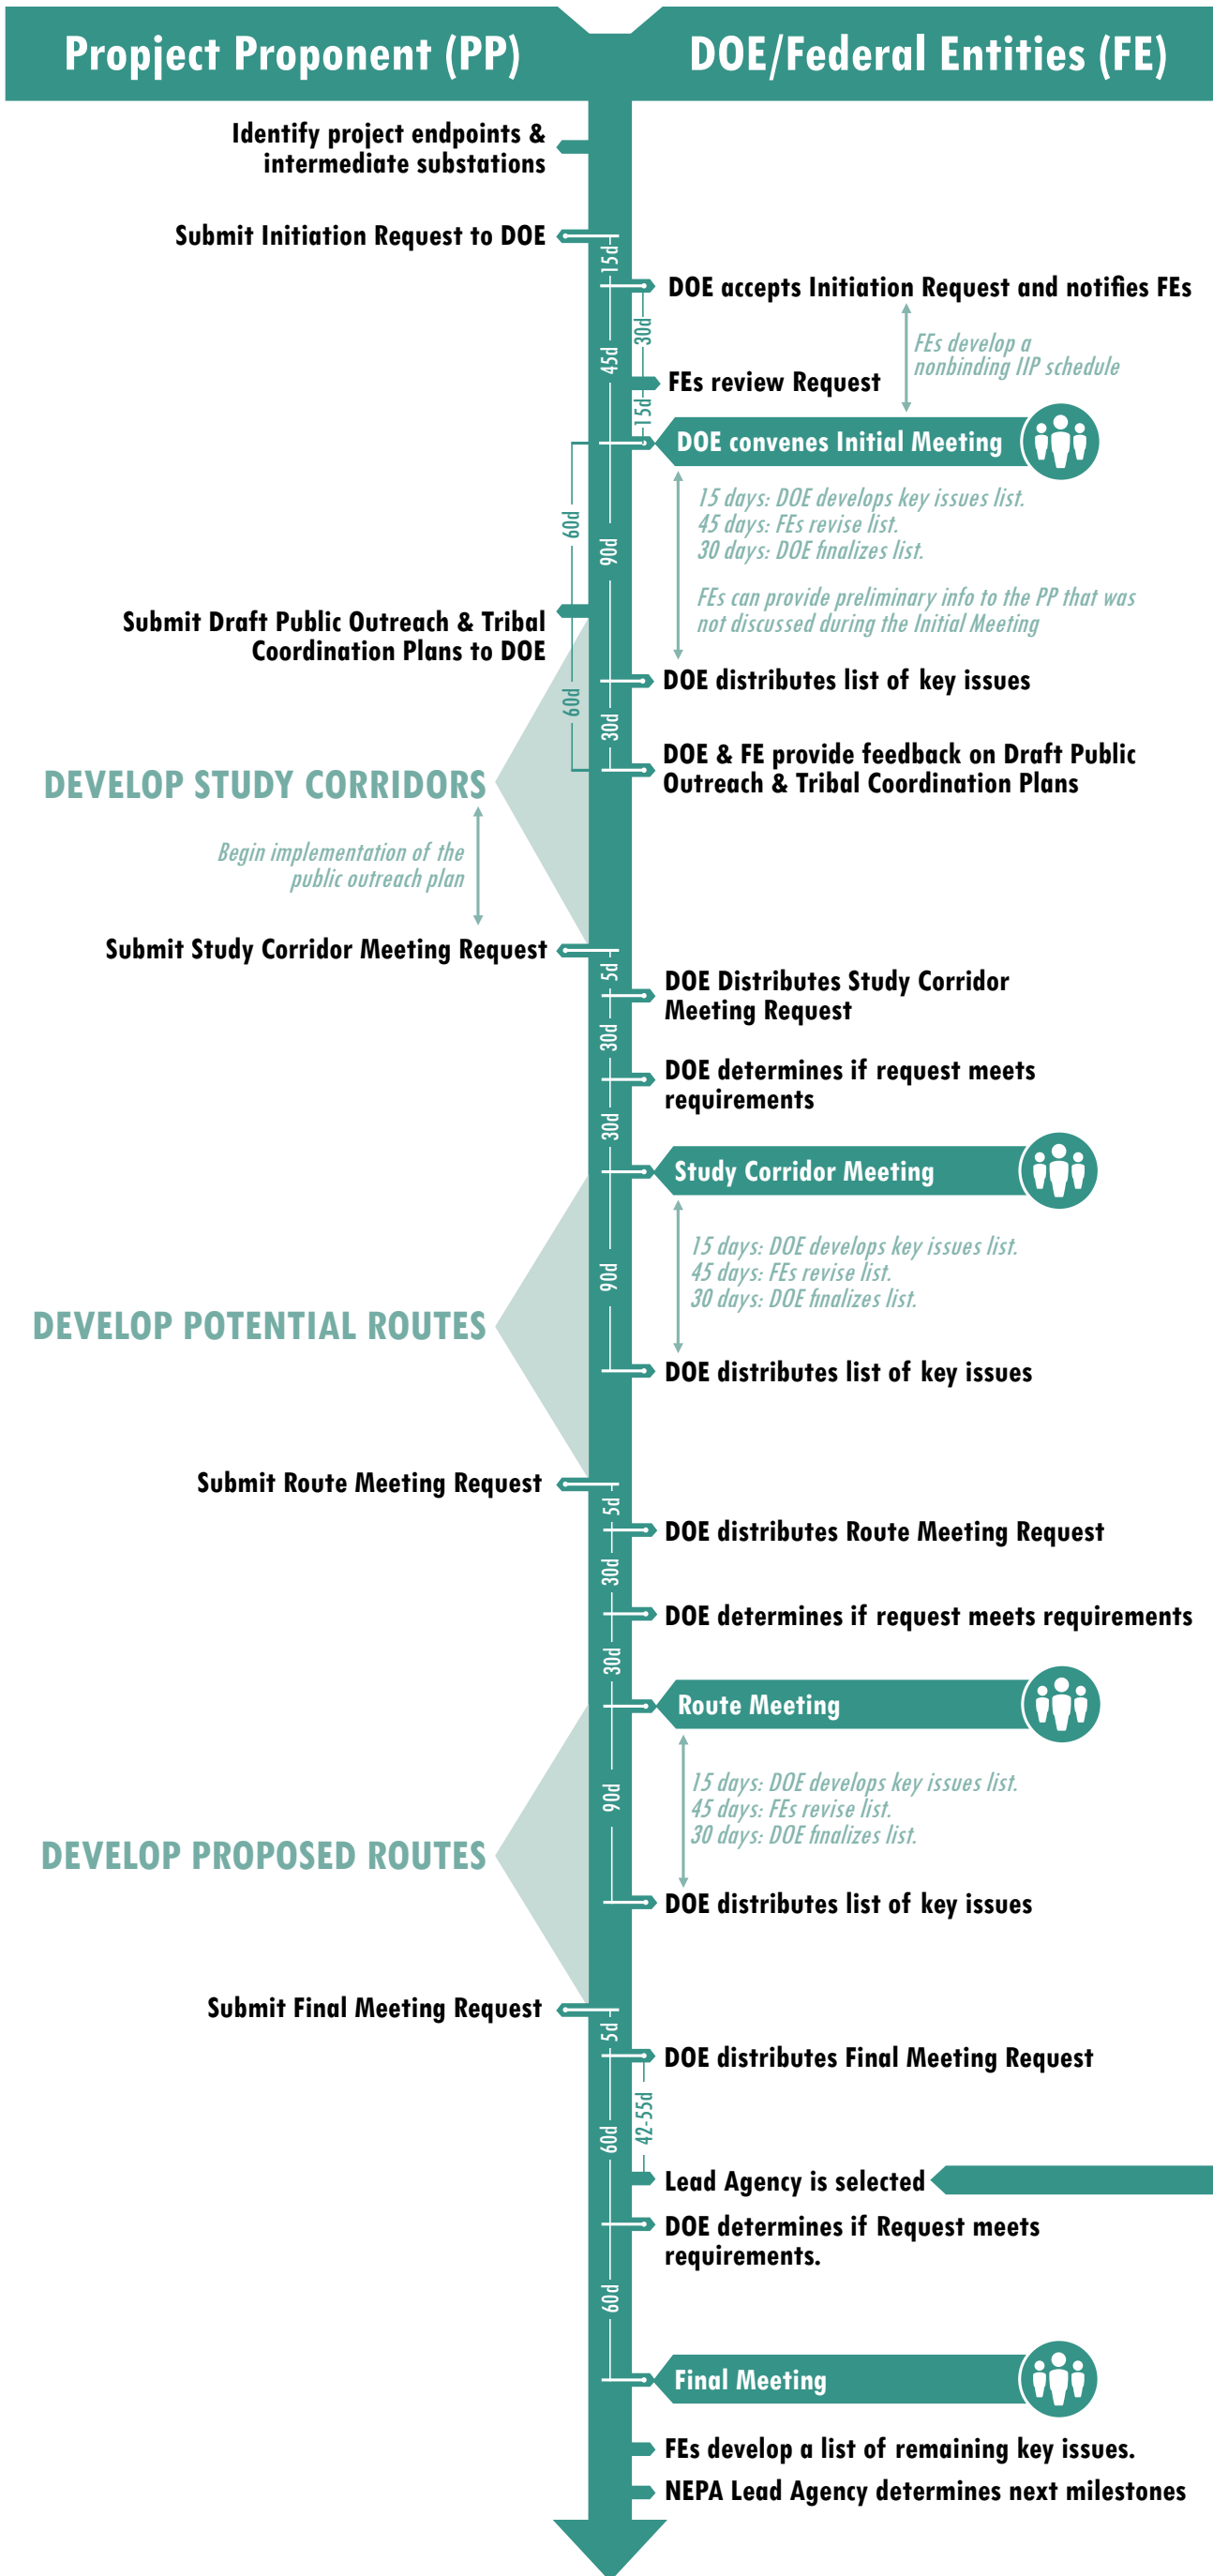 Propject Proponent (PP)
DOE/Federal Entities (FE)
Identify project endpoints &
intermediate substations
Submit Initiation Request to DOE
15d
DOE accepts Initiation Request and notifies FEs
30d
45d
FEs develop a
nonbinding IIP schedule
FEs review Request
15d
DOE convenes Initial Meeting
15 days: DOE develops key issues list.
45 days: FEs revise list.
30 days: DOE finalizes list.
60d
90d
FEs can provide preliminary info to the PP that was
not discussed during the Initial Meeting
Submit Draft Public Outreach & Tribal
Coordination Plans to DOE
DOE distributes list of key issues
60d
30d
DOE & FE provide feedback on Draft Public
Outreach & Tribal Coordination Plans
DEVELOP STUDY CORRIDORS
Begin implementation of the
public outreach plan
Submit Study Corridor Meeting Request
5d
DOE Distributes Study Corridor
Meeting Request
30d
DOE determines if request meets
requirements
30d
Study Corridor Meeting
15 days: DOE develops key issues list.
45 days: FEs revise list.
30 days: DOE finalizes list.
90d
DEVELOP POTENTIAL ROUTES
DOE distributes list of key issues
Submit Route Meeting Request
5d
DOE distributes Route Meeting Request
30d
DOE determines if request meets requirements
30d
Route Meeting
15 days: DOE develops key issues list.
45 days: FEs revise list.
30 days: DOE finalizes list.
90d
DEVELOP PROPOSED ROUTES
DOE distributes list of key issues
Submit Final Meeting Request
5d
DOE distributes Final Meeting Request
42-55d
60d
Lead Agency is selected
DOE determines if Request meets
requirements.
60d
Final Meeting
FEs develop a list of remaining key issues.
NEPA Lead Agency determines next milestones